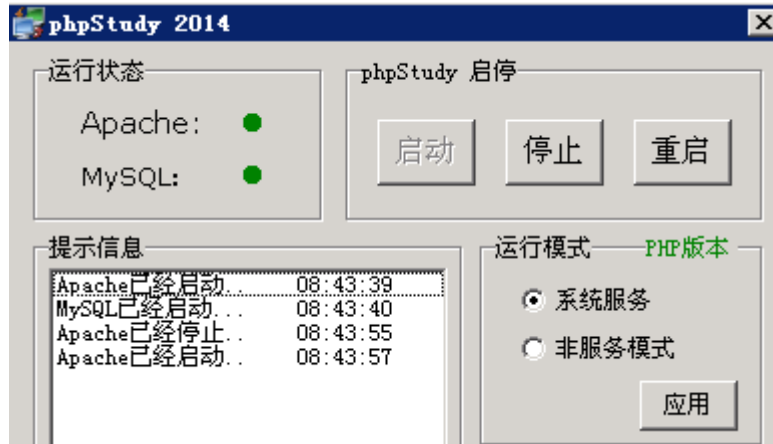 phpStudy 2014
运行状态
Apache:
MySQL:
phpStudy 启停
启动
停止
重启
提示信息
Apache已经启动.. 08:43:39
MySQL已经启动... 08:43:40
Apache已经停止.. 08:43:55
Apache已经启动.. 08:43:57
运行模式 PHP版本
系统服务
非服务模式
应用